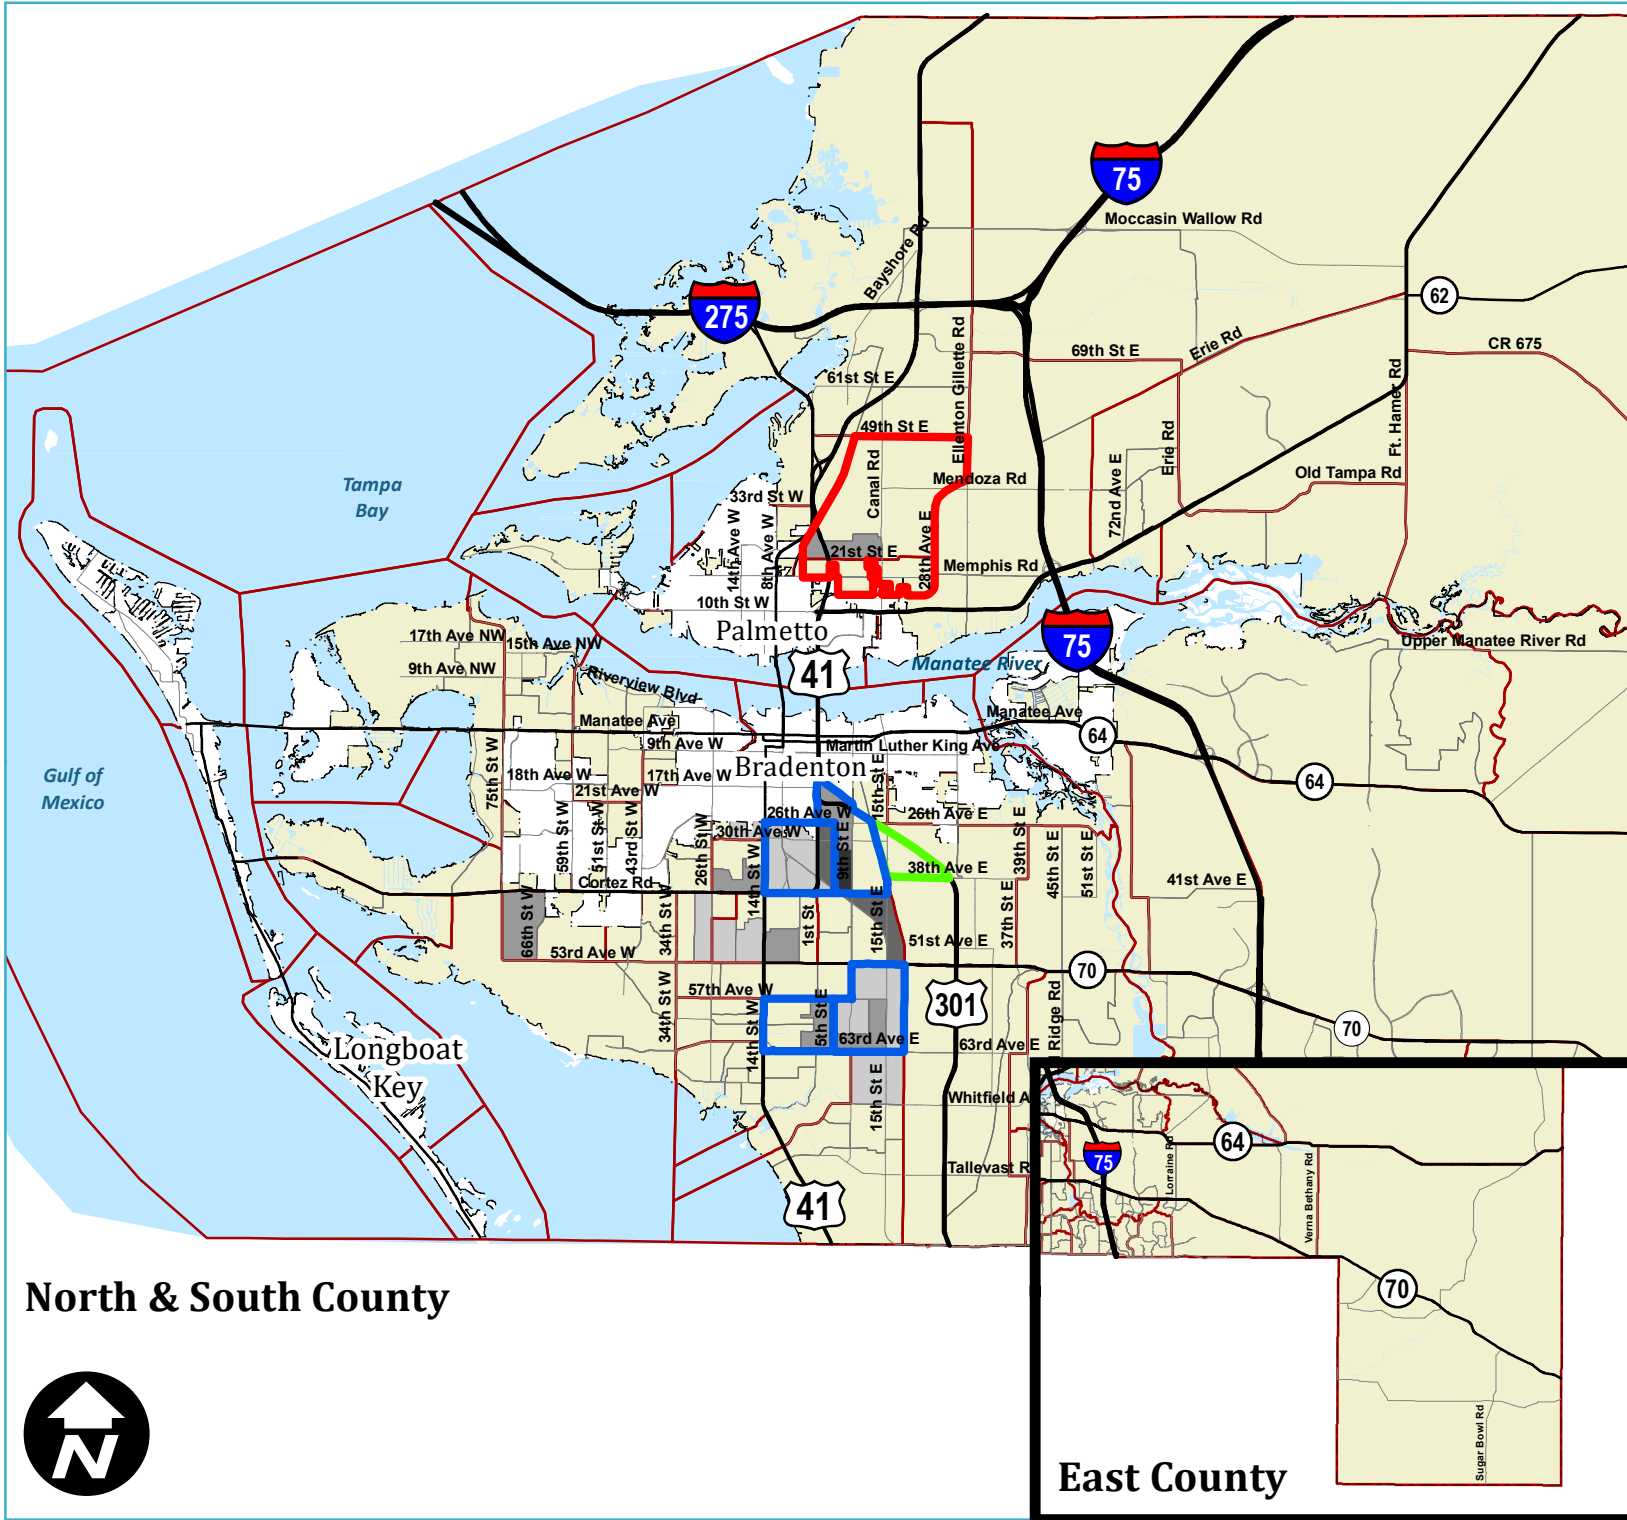 75
Moccasin Wallow Rd
Bayshore Rd
62
275
Ellenton Gillette Rd
69th St E
Erie Rd
CR 675
61st St E
Ft. Hamer Rd
49th St E
Canal Rd
Mendoza Rd
Erie Rd
72nd Ave E
Old Tampa Rd
Tampa
Bay
33rd St W
14th Ave W
8th Ave W
21st St E
28th Ave E
Memphis Rd
10th St W
Palmetto
75
Upper Manatee River Rd
17th Ave NW
15th Ave NW
9th Ave NW
Riverview Blvd
41
Manatee River
Manatee Ave
Manatee Ave
64
9th Ave W
Martin Luther King Ave
Bradenton
Gulf of
Mexico
75th St W
18th Ave W
17th Ave W
21st Ave W
64
15th St E
26th Ave W
26th Ave E
30th Ave W
59th St W
51st St W
43rd St W
26th St W
14th St W
9th St E
38th Ave E
39th St E
45th St E
51st St E
41st Ave E
Cortez Rd
66th St W
34th St W
1st St
15th St E
51st Ave E
37th St E
53rd Ave W
70
57th Ave W
34th St W
14th St W
5th St E
301
63rd Ave E
63rd Ave E
Ridge Rd
70
Longboat
Key
15th St E
Whitfield A
Tallevast R
41
75
64
Lorraine Rd
Verna Bethany Rd
70
Sugar Bowl Rd
North & South County
N
East County